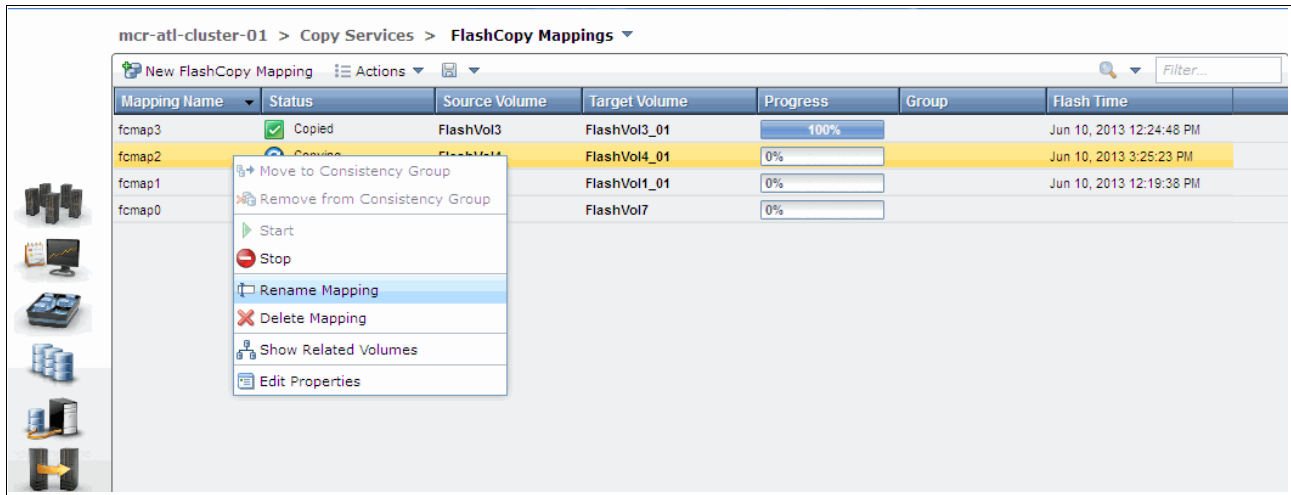 mcr-atl-cluster-01 > Copy Services > FlashCopy Mappings
New FlashCopy Mapping Actions Filter...
Mapping Name Status Source Volume Target Volume Progress Group Flash Time
fcmap3 Copied FlashVol3 FlashVol3_01 100% Jun 10, 2013 12:24:48 PM
fcmap2 Copying FlashVol4 FlashVol4_01 0% Jun 10, 2013 3:25:23 PM
fcmap1 FlashVol1_01 0% Jun 10, 2013 12:19:38 PM
fcmap0 FlashVol7 0%
Move to Consistency Group
Remove from Consistency Group
Start
Stop
Rename Mapping
Delete Mapping
Show Related Volumes
Edit Properties